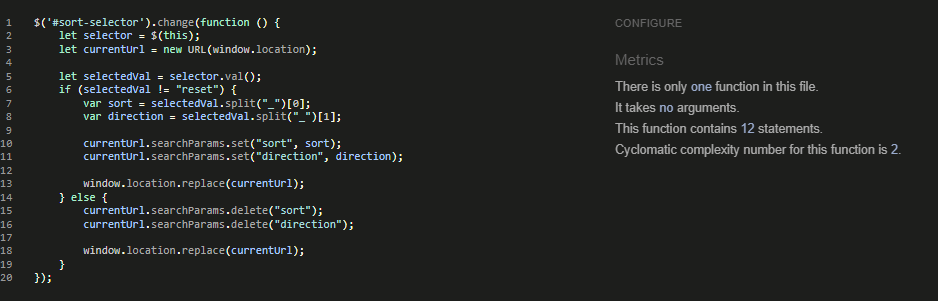 1 $('#sort-selector').change(function () {
2 let selector = $(this);
3 let currentUrl = new URL(window.location);
4
5 let selectedVal = selector.val();
6 if (selectedVal != "reset") {
7 var sort = selectedVal.split("_")[0];
8 var direction = selectedVal.split("_")[1];
9
10 currentUrl.searchParams.set("sort", sort);
11 currentUrl.searchParams.set("direction", direction);
12
13 window.location.replace(currentUrl);
14 } else {
15 currentUrl.searchParams.delete("sort");
16 currentUrl.searchParams.delete("direction");
17
18 window.location.replace(currentUrl);
19 }
20 });
CONFIGURE
Metrics
There is only one function in this file.
It takes no arguments.
This function contains 12 statements.
Cyclomatic complexity number for this function is 2.